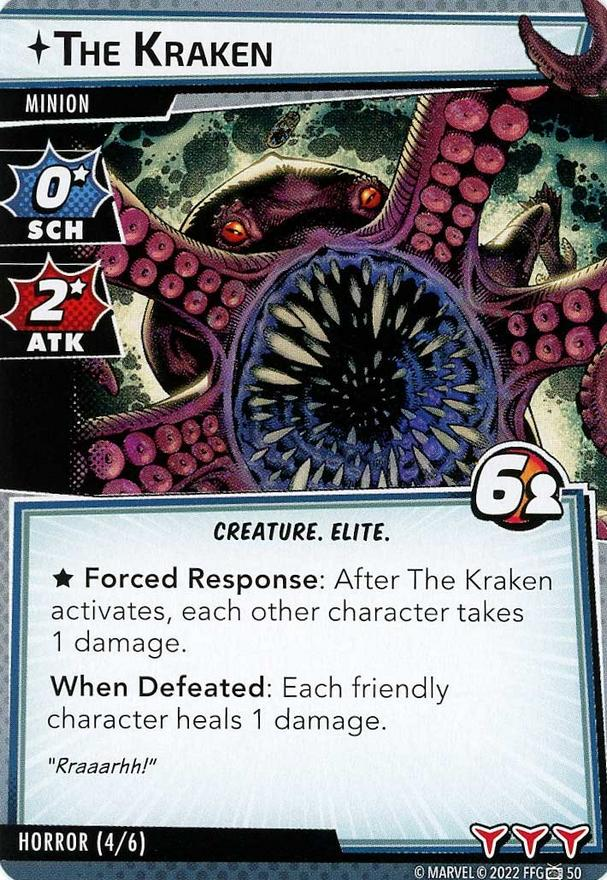 THE KRAKEN
MINION
0
SCH
2
ATK
6
CREATURE. ELITE.
★ Forced Response: After The Kraken
activates, each other character takes
1 damage.
When Defeated: Each friendly
character heals 1 damage.
"Rraaarhh!"
HORROR (4/6)
© MARVEL © 2022 FFG 50